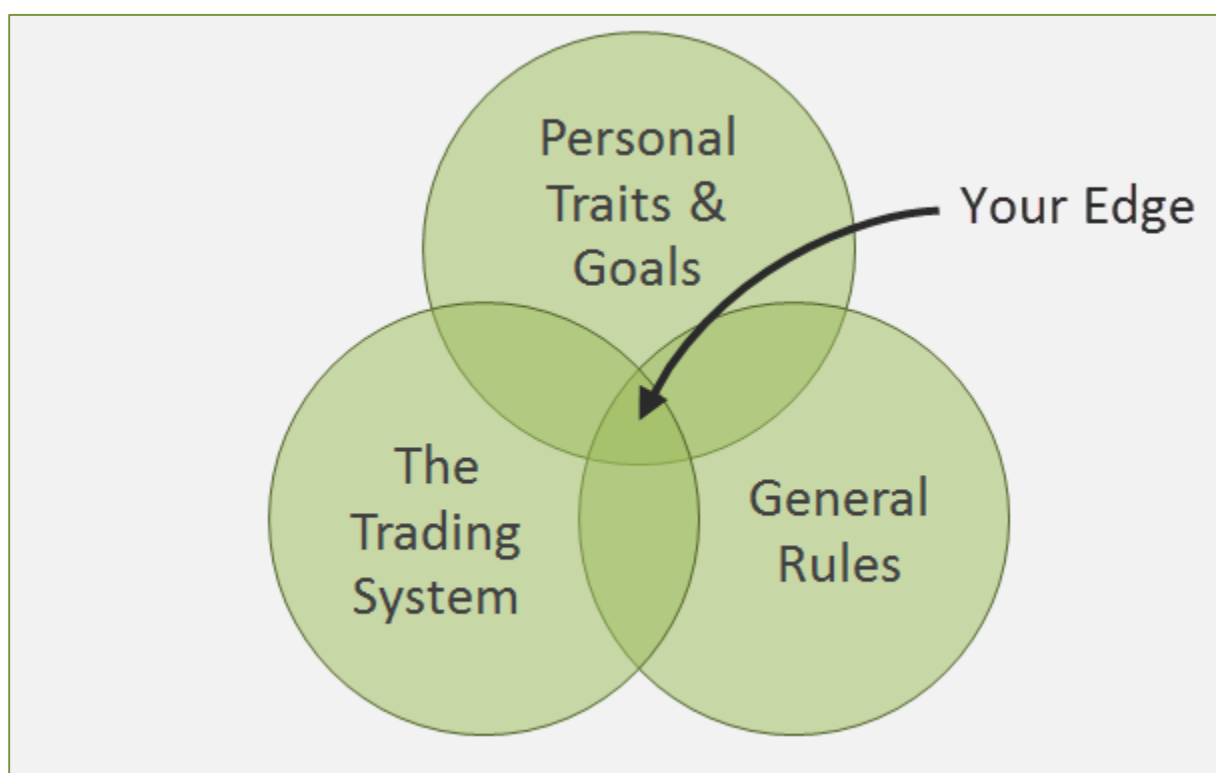 Personal
Traits &
Goals
Your Edge
The
Trading
System
General
Rules